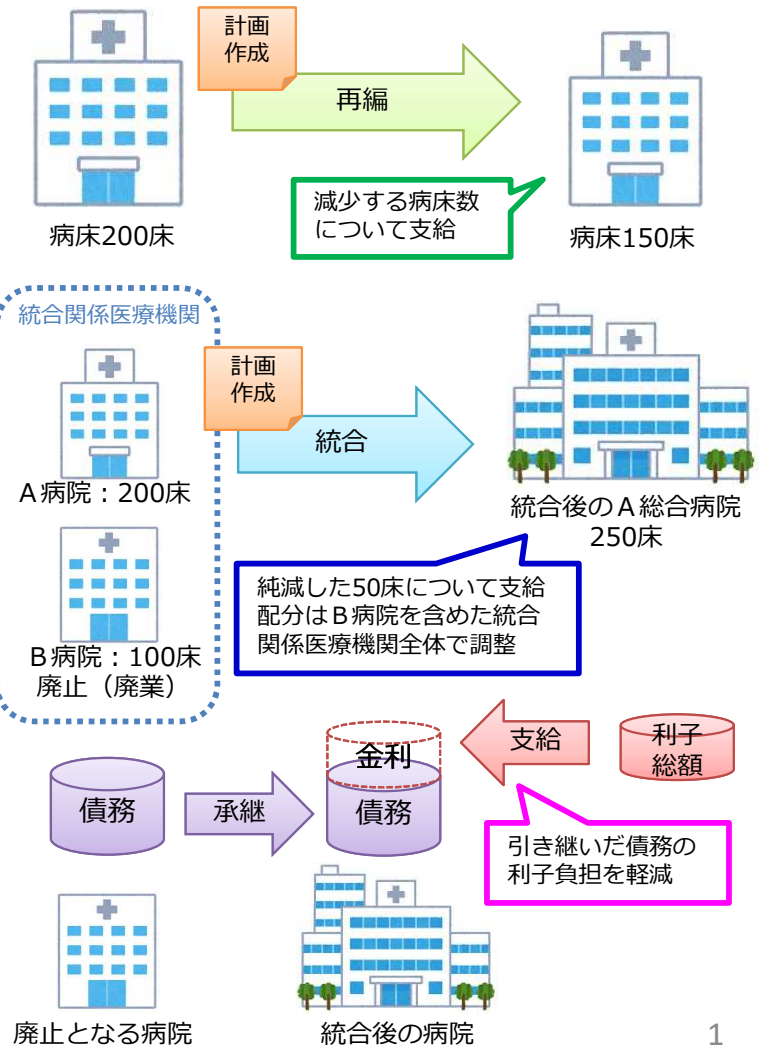 計画
作成
再編
減少する病床数
について支給
病床200床
病床150床
統合関係医療機関
計画
作成
統合
A病院：200床
統合後のA総合病院
250床
純減した50床について支給
配分はB病院を含めた統合
関係医療機関全体で調整
B病院：100床
廃止（廃業）
金利
支給
利子
総額
債務
承継
債務
引き継いだ債務の
利子負担を軽減
廃止となる病院
統合後の病院
1